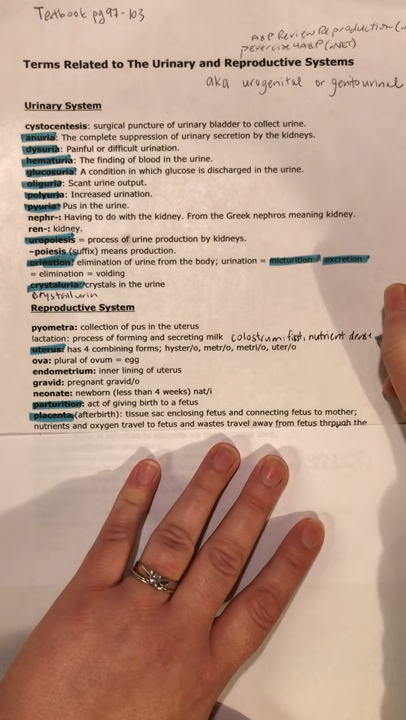 Textbook pg 97-103
ABP Review Reproduction (.
perexcize4ABP (.NET)
Terms Related to The Urinary and Reproductive Systems
aka urogenital or genitourinal
Urinary System
cystocentesis: surgical puncture of urinary bladder to collect urine.
anuria: The complete suppression of urinary secretion by the kidneys.
dysuria: Painful or difficult urination.
hematuria: The finding of blood in the urine.
glucosuria: A condition in which glucose is discharged in the urine.
oliguria: Scant urine output.
polyuria: Increased urination.
pyuria: Pus in the urine.
nephr-: Having to do with the kidney. From the Greek nephros meaning kidney.
ren-: kidney.
uropoiesis = process of urine production by kidneys.
-poiesis (suffix) means production.
urination: elimination of urine from the body; urination = micturition / excretion
= elimination = voiding
crystaluria: crystals in the urine
crystallurin
Reproductive System
pyometra: collection of pus in the uterus
lactation: process of forming and secreting milk colostrum: first, nutrient dense
uterus: has 4 combining forms; hyster/o, metr/o, metri/o, uter/o
ova: plural of ovum = egg
endometrium: inner lining of uterus
gravid: pregnant gravid/o
neonate: newborn (less than 4 weeks) nat/i
parturition: act of giving birth to a fetus
placenta (afterbirth): tissue sac enclosing fetus and connecting fetus to mother;
nutrients and oxygen travel to fetus and wastes travel away from fetus through the